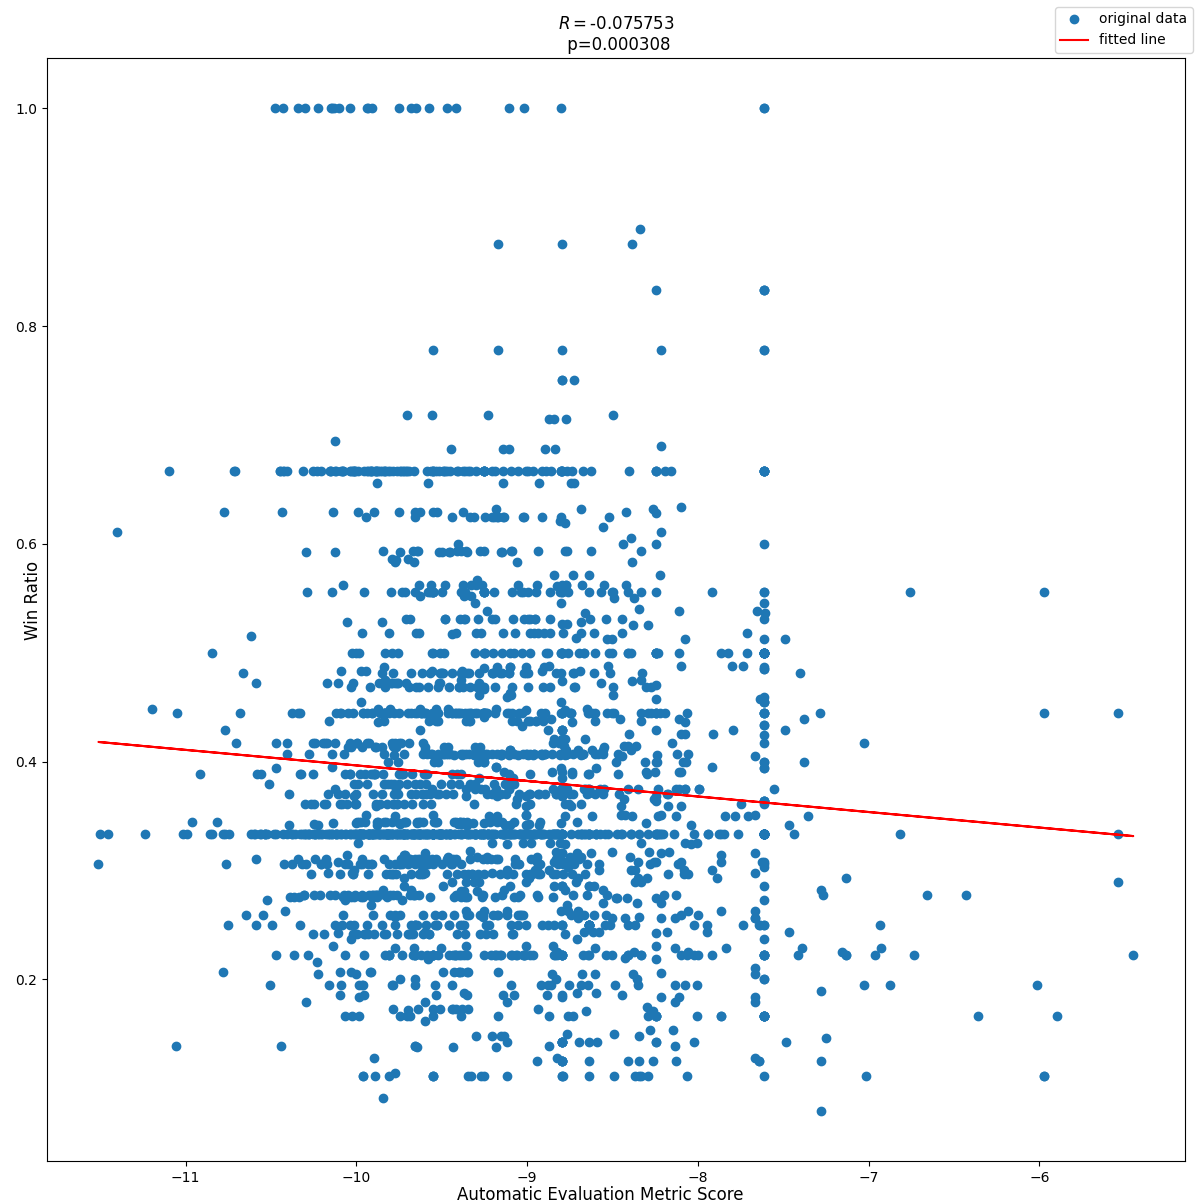 R = -0.075753
p=0.000308
original data
fitted line
1.0
0.8
0.6
0.4
0.2
Win Ratio
−11
−10
−9
−8
−7
−6
Automatic Evaluation Metric Score